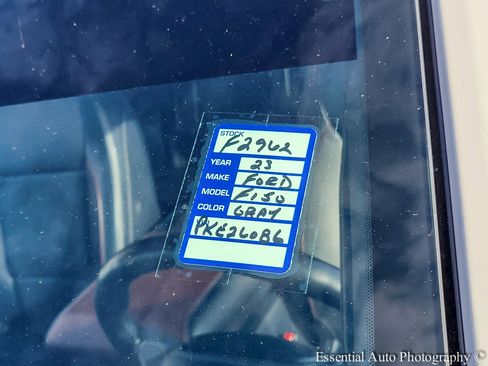 STOCK F2962
YEAR 23
MAKE FORD
MODEL F150
COLOR GRAY
PKE26086
Essential Auto Photography ©